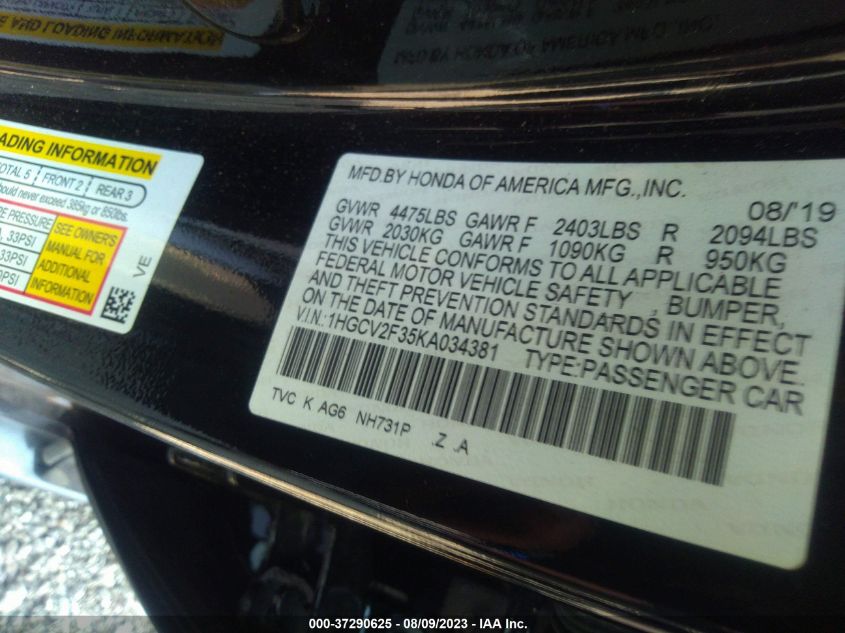 ADING INFORMATION
OTAL 5 FRONT 2 REAR 3
hould never exceed 385kg or 850lbs.
PRESSURE
33PSI
33PSI
PSI
SEE OWNER'S
MANUAL FOR
ADDITIONAL
INFORMATION
VE
MFD.BY HONDA OF AMERICA MFG.,INC.
08/'19
GVWR 4475LBS GAWR F 2403LBS R 2094LBS
GVWR 2030KG GAWR F 1090KG R 950KG
THIS VEHICLE CONFORMS TO ALL APPLICABLE
FEDERAL MOTOR VEHICLE SAFETY , BUMPER,
AND THEFT PREVENTION STANDARDS IN EFFECT
ON THE DATE OF MANUFACTURE SHOWN ABOVE.
V.I.N.:1HGCV2F35KA034381 TYPE:PASSENGER CAR
TVC K AG6 NH731P .Z .A
HONDA
000-37290625 - 08/09/2023 - IAA Inc.